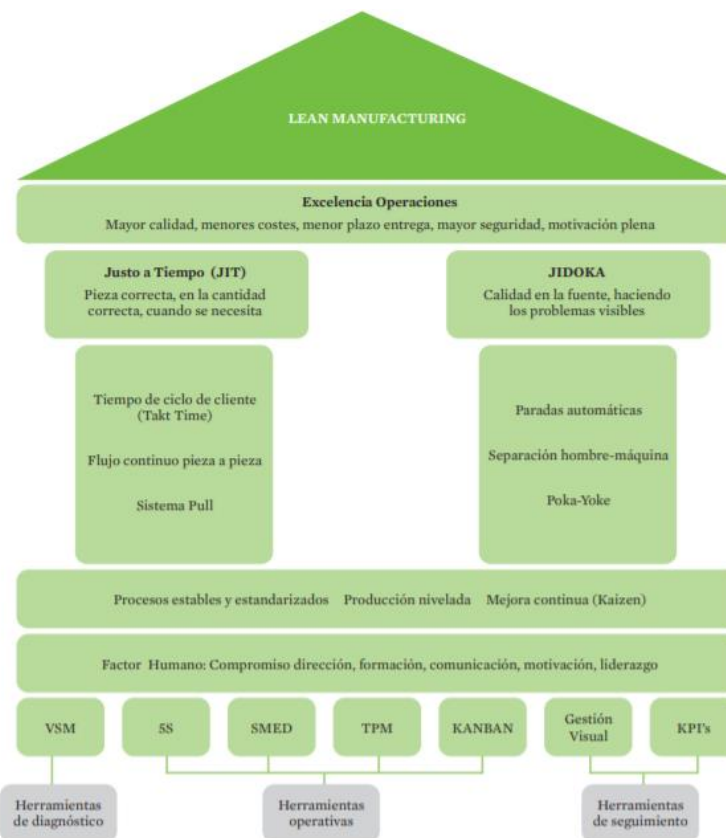 LEAN MANUFACTURING
Excelencia Operaciones
Mayor calidad, menores costes, menor plazo entrega, mayor seguridad, motivación plena
Justo a Tiempo (JIT)
Pieza correcta, en la cantidad
correcta, cuando se necesita
JIDOKA
Calidad en la fuente, haciendo
los problemas visibles
Tiempo de ciclo de cliente
(Takt Time)
Flujo continuo pieza a pieza
Sistema Pull
Paradas automáticas
Separación hombre-máquina
Poka-Yoke
Procesos estables y estandarizados Producción nivelada Mejora continua (Kaizen)
Factor Humano: Compromiso dirección, formación, comunicación, motivación, liderazgo
VSM
5S
SMED
TPM
KANBAN
Gestión
Visual
KPI's
Herramientas
de diagnóstico
Herramientas
operativas
Herramientas
de seguimiento